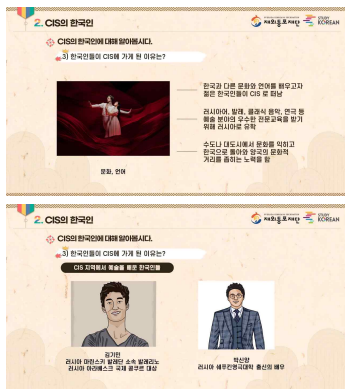 2. CIS의 한국인
재외동포재단
STUDY KOREAN
CIS의 한국인에 대해 알아봅시다.
3) 한국인들이 CIS에 가게 된 이유는?
한국과 다른 문화와 언어를 배우고자
젊은 한국인들이 CIS 로 떠남
러시아어, 발레, 클래식 음악, 연극 등
예술 분야의 우수한 전문교육을 받기
위해 러시아로 유학
수도나 대도시에서 문화를 익히고
한국으로 돌아와 양국의 문화적
거리를 좁히는 노력을 함
문화, 언어
2. CIS의 한국인
재외동포재단
STUDY KOREAN
CIS의 한국인에 대해 알아봅시다.
3) 한국인들이 CIS에 가게 된 이유는?
CIS 지역에서 예술을 배운 한국인들
김기민
러시아 마린스키 발레단 소속 발레리노
러시아 아라베스크 국제 콩쿠르 대상
박신양
러시아 쉐프킨연극대학 출신의 배우